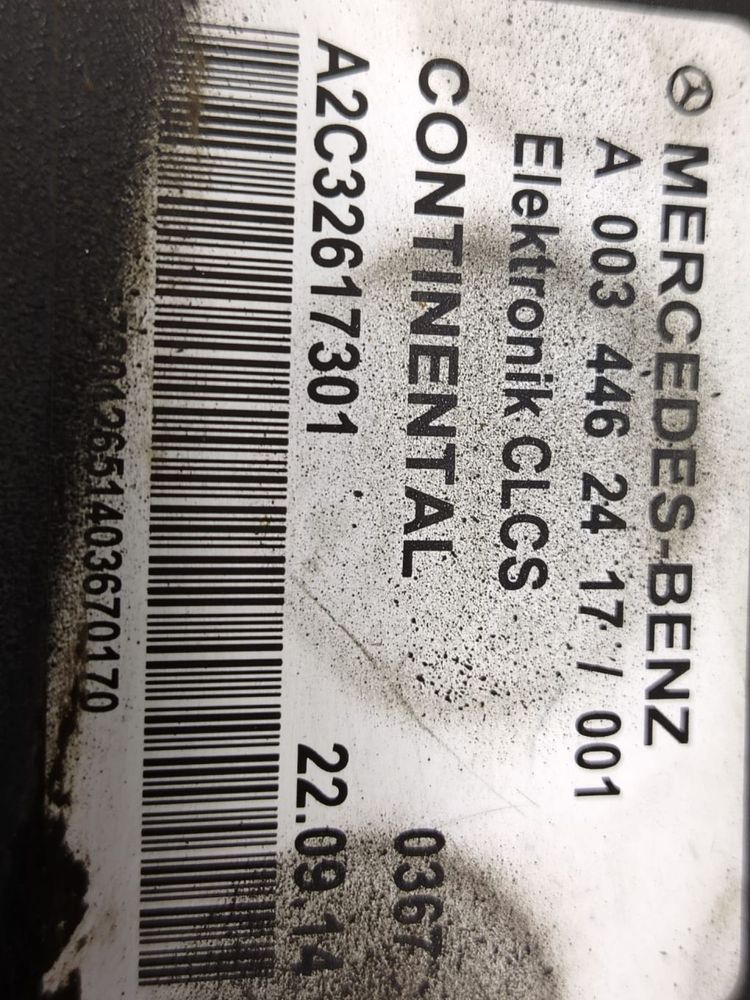 MERCEDES-BENZ
A 003 446 24 17 / 001
Elektronik CLCS
CONTINENTAL 0367
A2C32617301 22.09.14